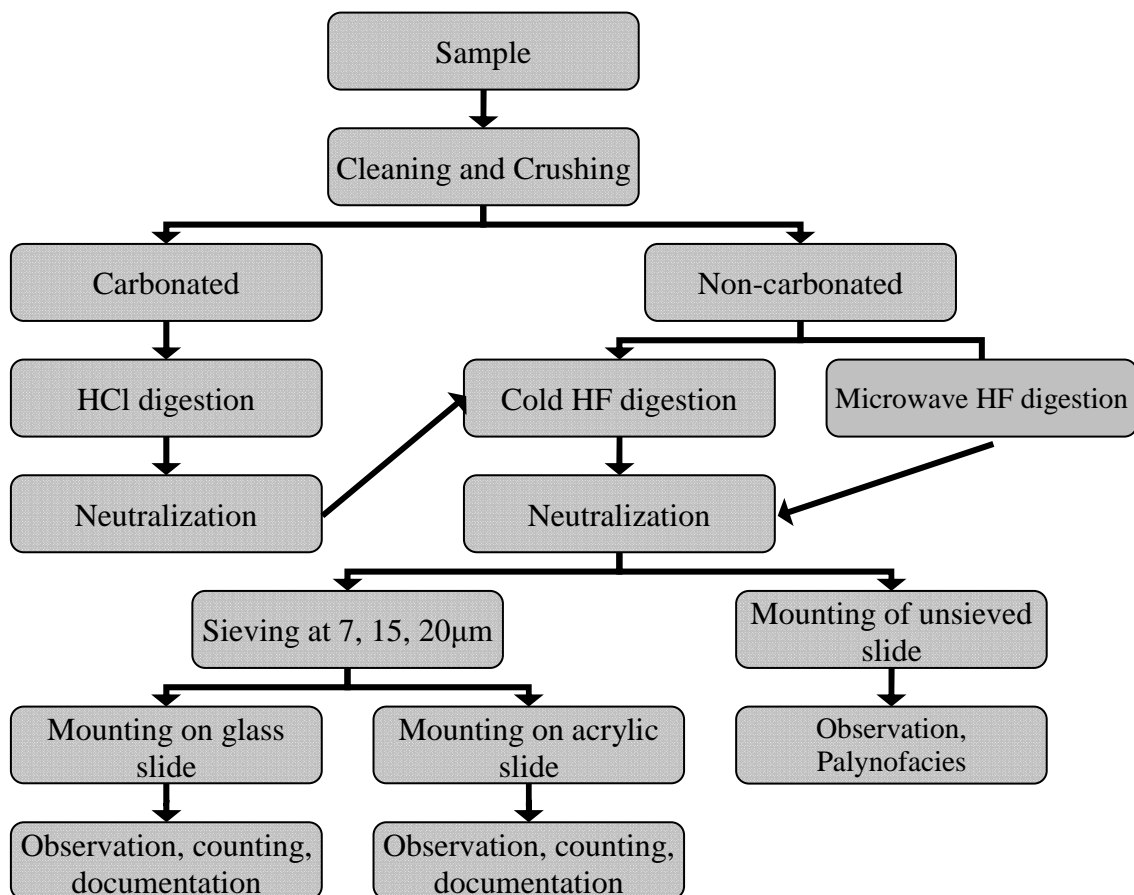 Sample
Cleaning and Crushing
Carbonated
Non-carbonated
HCl digestion
Cold HF digestion
Microwave HF digestion
Neutralization
Neutralization
Sieving at 7, 15, 20μm
Mounting of unsieved
slide
Mounting on glass
slide
Mounting on acrylic
slide
Observation,
Palynofacies
Observation, counting,
documentation
Observation, counting,
documentation